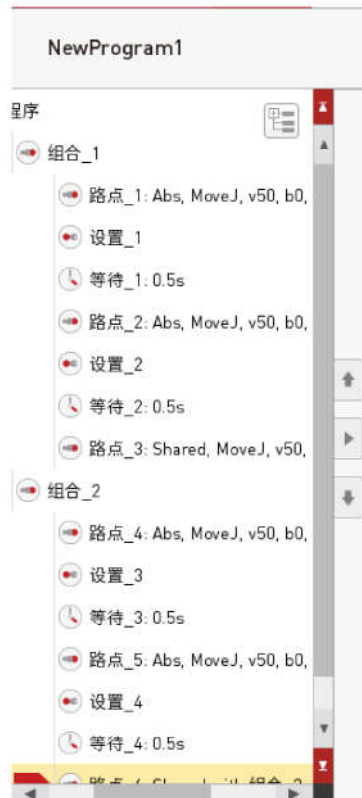 NewProgram1
程序
组合_1
路点_1: Abs, MoveJ, v50, b0,
设置_1
等待_1: 0.5s
路点_2: Abs, MoveJ, v50, b0,
设置_2
等待_2: 0.5s
路点_3: Shared, MoveJ, v50,
组合_2
路点_4: Abs, MoveJ, v50, b0,
设置_3
等待_3: 0.5s
路点_5: Abs, MoveJ, v50, b0,
设置_4
等待_4: 0.5s